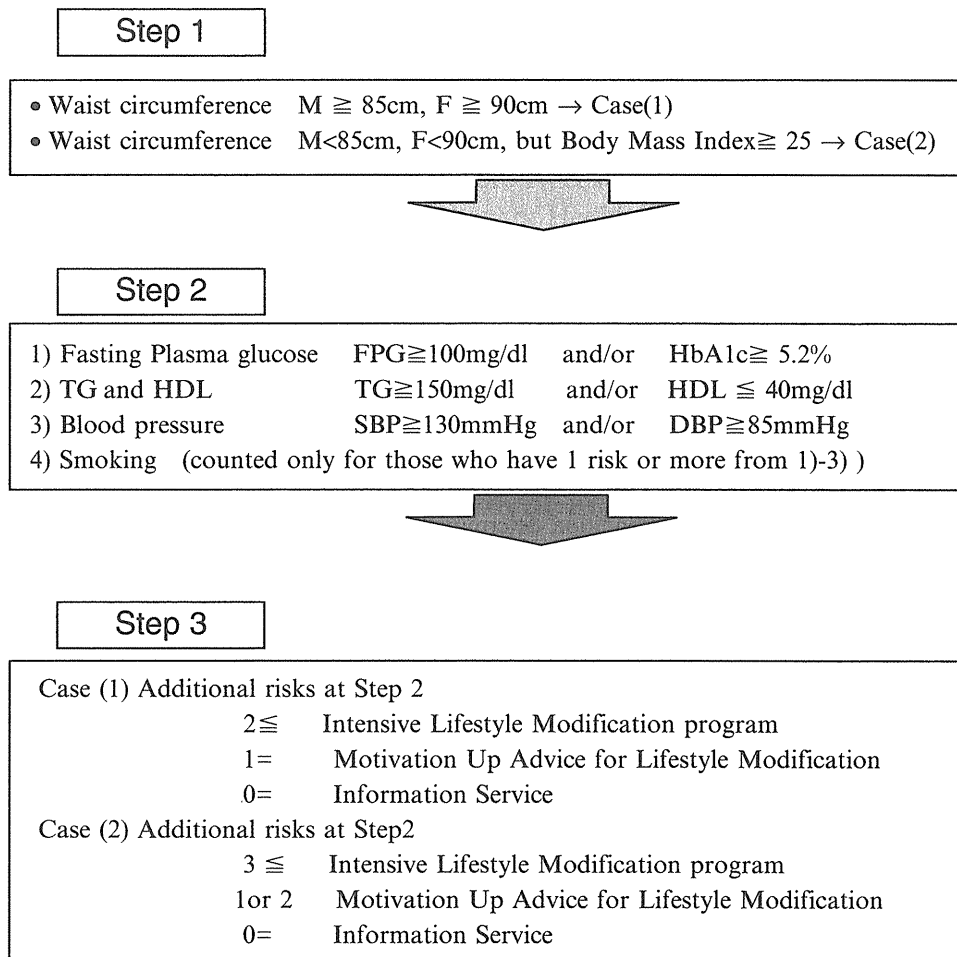 Step 1
• Waist circumference M ≧ 85cm, F ≧ 90cm → Case(1)
• Waist circumference M<85cm, F<90cm, but Body Mass Index≧ 25 → Case(2)
Step 2
1) Fasting Plasma glucose FPG≧100mg/dl and/or HbA1c≧ 5.2%
2) TG and HDL TG≧150mg/dl and/or HDL ≦ 40mg/dl
3) Blood pressure SBP≧130mmHg and/or DBP≧85mmHg
4) Smoking (counted only for those who have 1 risk or more from 1)-3) )
Step 3
Case (1) Additional risks at Step 2
2≦ Intensive Lifestyle Modification program
1= Motivation Up Advice for Lifestyle Modification
0= Information Service
Case (2) Additional risks at Step2
3 ≦ Intensive Lifestyle Modification program
1or 2 Motivation Up Advice for Lifestyle Modification
0= Information Service